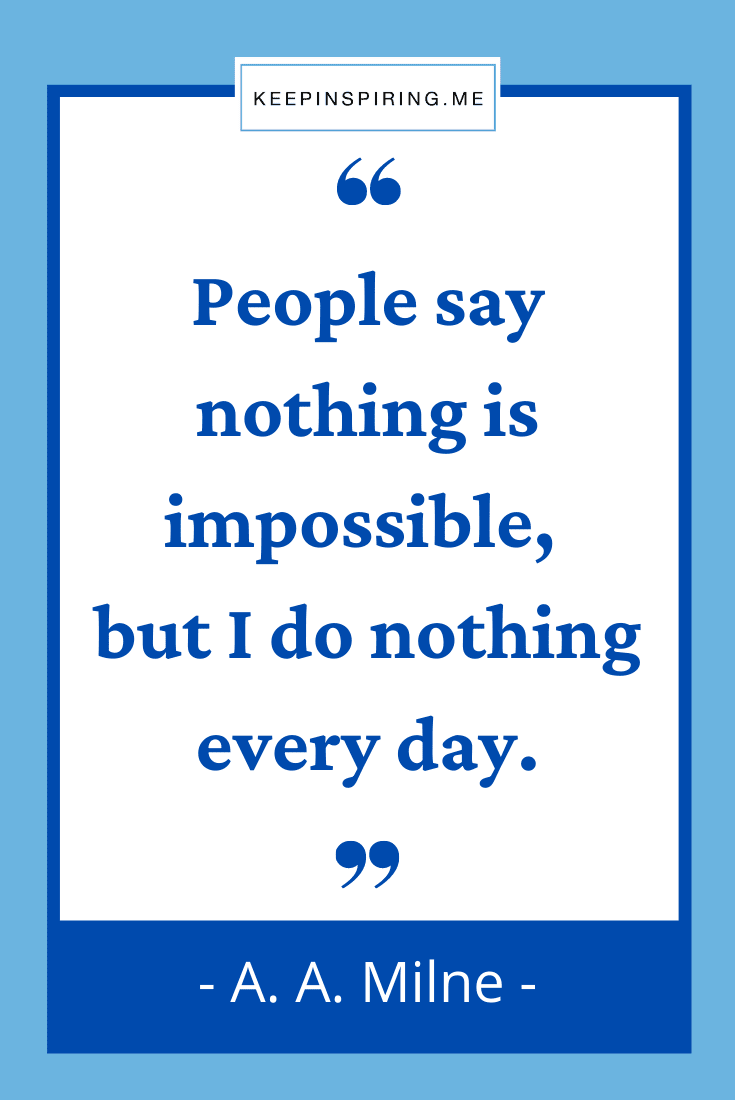 KEEPINSPIRING.ME
“
People say
nothing is
impossible,
but I do nothing
every day.
”
- A. A. Milne -